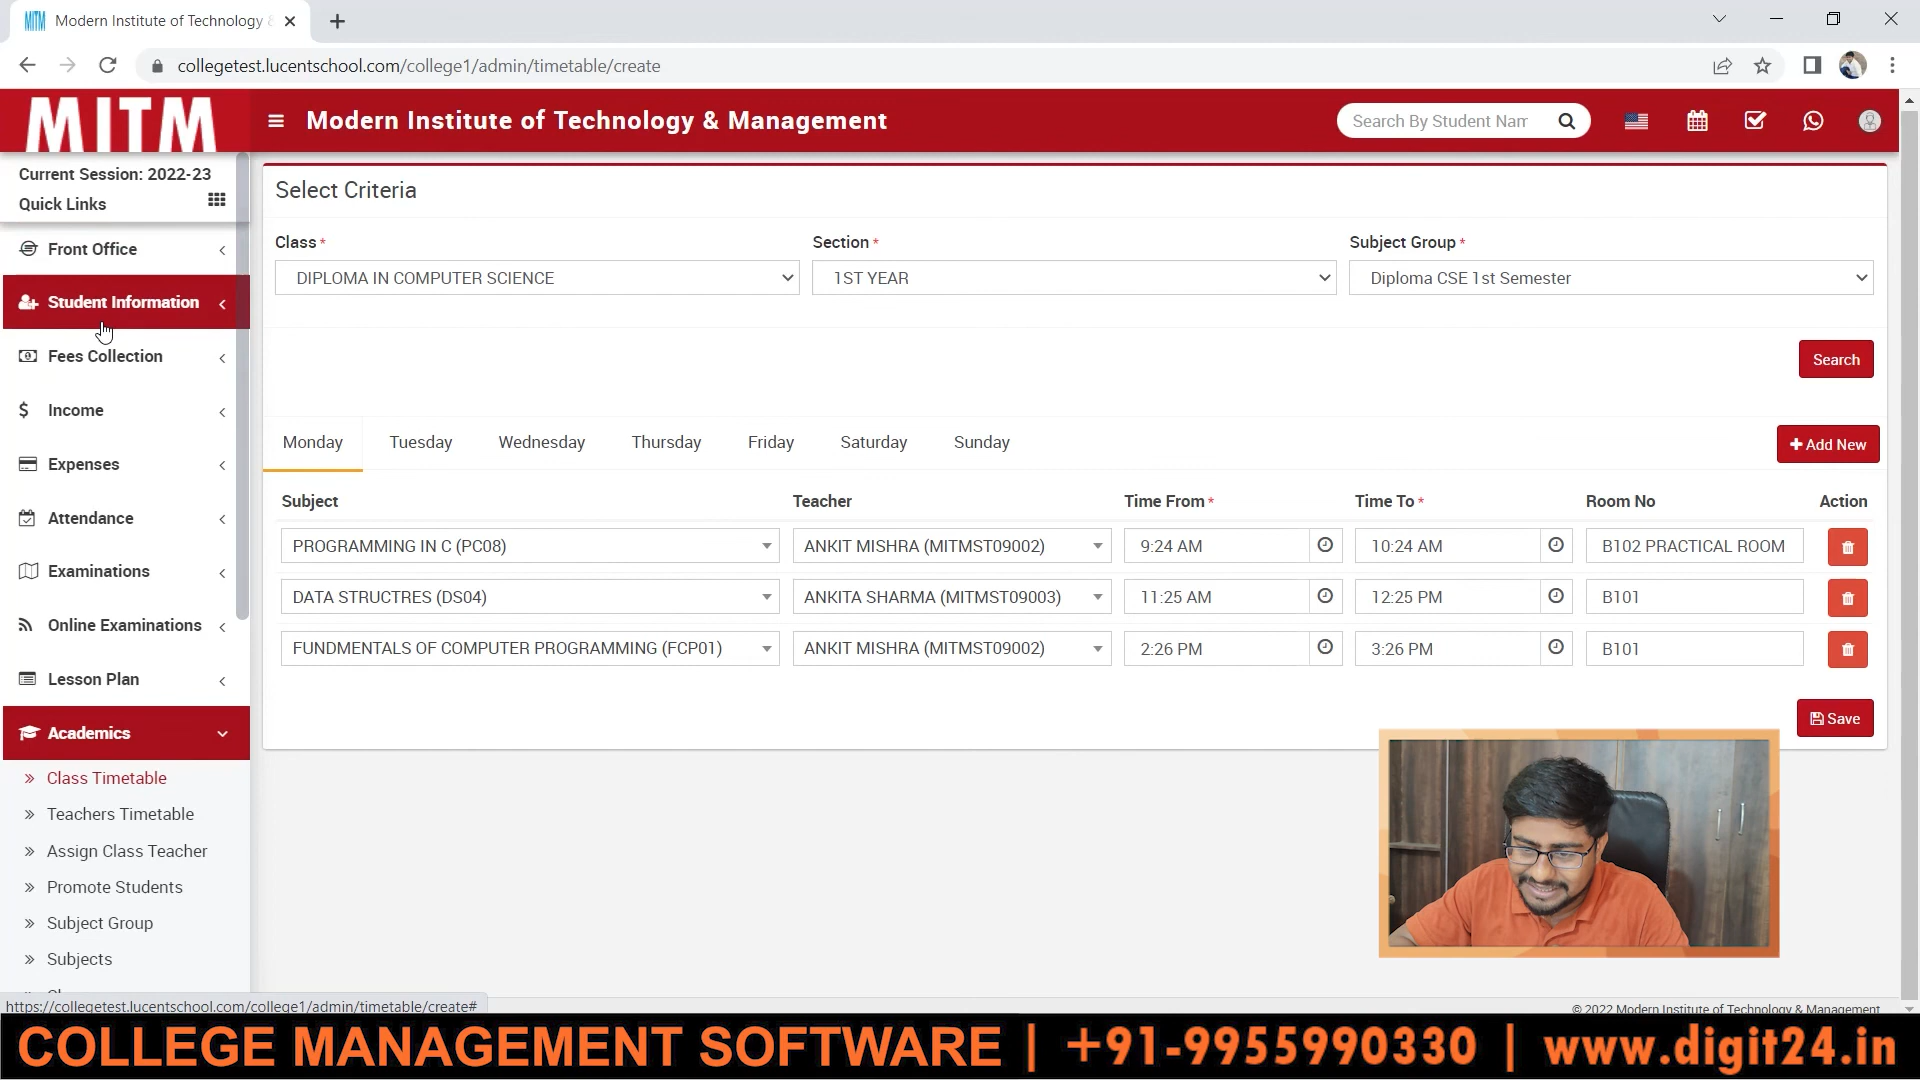 MITM Modern Institute of Technology &
collegetest.lucentschool.com/college1/admin/timetable/create
MITM
Modern Institute of Technology & Management
Search By Student Nam
Current Session: 2022-23
Quick Links
Front Office
Student Information
Fees Collection
Income
Expenses
Attendance
Examinations
Online Examinations
Lesson Plan
Academics
Class Timetable
Teachers Timetable
Assign Class Teacher
Promote Students
Subject Group
Subjects
Select Criteria
Class * Section * Subject Group *
DIPLOMA IN COMPUTER SCIENCE 1ST YEAR Diploma CSE 1st Semester
Search
Monday Tuesday Wednesday Thursday Friday Saturday Sunday
+ Add New
Subject Teacher Time From * Time To * Room No Action
PROGRAMMING IN C (PC08) ANKIT MISHRA (MITMST09002) 9:24 AM 10:24 AM B102 PRACTICAL ROOM
DATA STRUCTRES (DS04) ANKITA SHARMA (MITMST09003) 11:25 AM 12:25 PM B101
FUNDMENTALS OF COMPUTER PROGRAMMING (FCP01) ANKIT MISHRA (MITMST09002) 2:26 PM 3:26 PM B101
Save
https://collegetest.lucentschool.com/college1/admin/timetable/create#
© 2022 Modern Institute of Technology & Management
COLLEGE MANAGEMENT SOFTWARE | +91-9955990330 | www.digit24.in